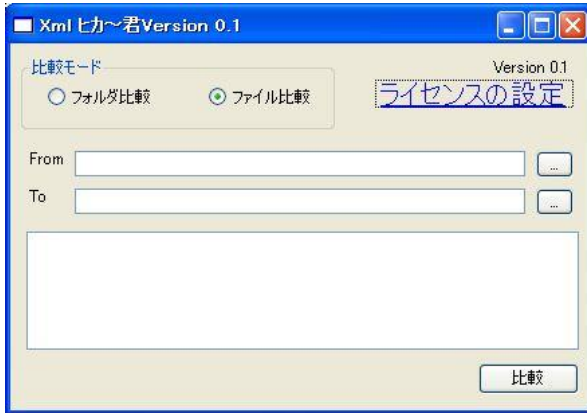 Xml ヒカ～君Version 0.1
比較モード
Version 0.1
フォルダ比較
ファイル比較
ライセンスの設定
From
...
To
...
比較